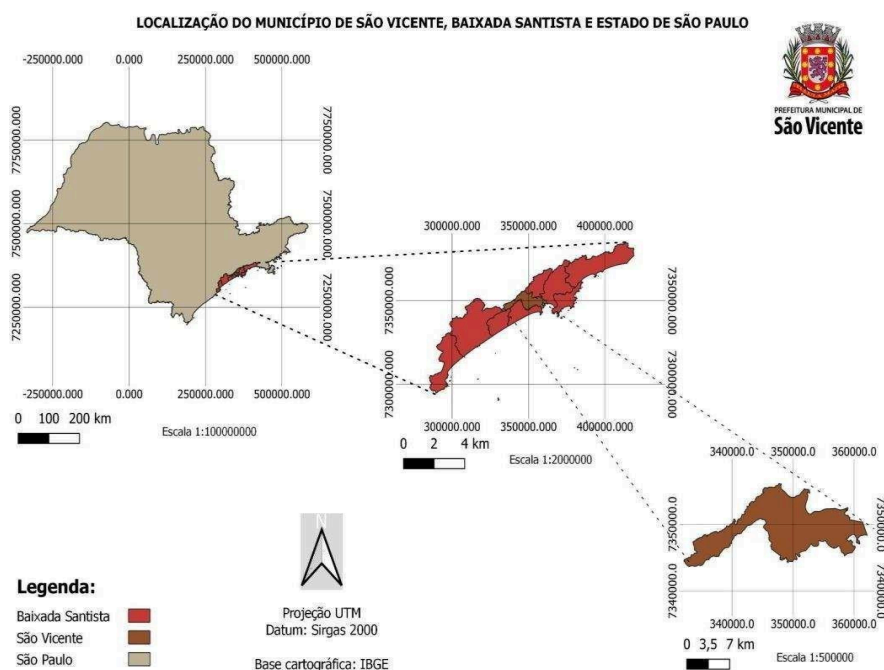 LOCALIZAÇÃO DO MUNICÍPIO DE SÃO VICENTE, BAIXADA SANTISTA E ESTADO DE SÃO PAULO
PREFEITURA MUNICIPAL DE
São Vicente
-250000.000 0.000 250000.000 500000.000
7750000.000 7750000.000
7500000.000 7500000.000
7250000.000 7250000.000
-250000.000 0.000 250000.000 500000.000
0 100 200 km
Escala 1:100000000
300000.000 350000.000 400000.000
7350000.000 7350000.000
7300000.000 7300000.000
300000.000 350000.000 400000.000
0 2 4 km
Escala 1:2000000
340000.0 350000.0 360000.0
7350000.0 7350000.0
7340000.0 7340000.0
340000.0 350000.0 360000.0
0 3,5 7 km
Escala 1:500000
N
Projeção UTM
Datum: Sirgas 2000
Base cartográfica: IBGE
Legenda:
Baixada Santista
São Vicente
São Paulo